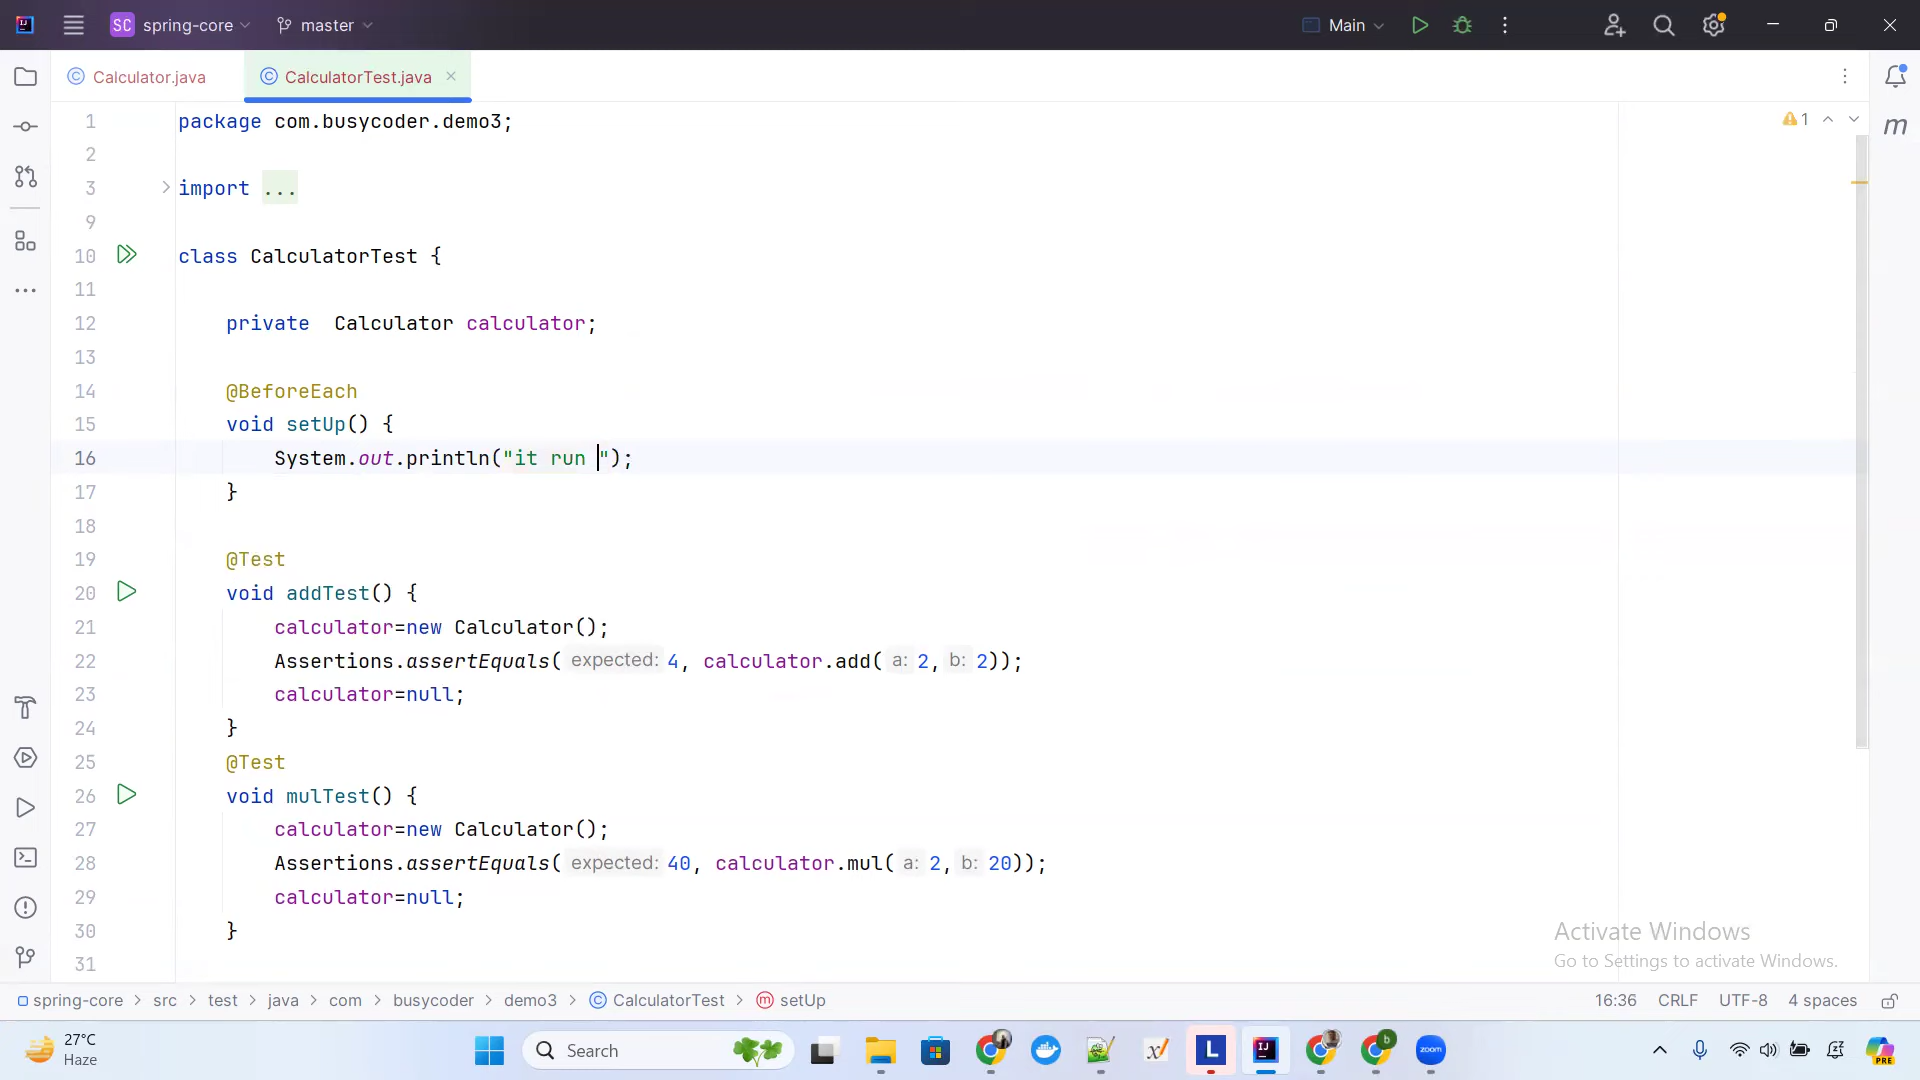 SC spring-core master Main
Calculator.java CalculatorTest.java
1 package com.busycoder.demo3;
1
m
2
3 import ...
9
10 class CalculatorTest {
11
12 private Calculator calculator;
13
14 @BeforeEach
15 void setUp() {
16 System.out.println("it run ");
17 }
18
19 @Test
20 void addTest() {
21 calculator=new Calculator();
22 Assertions.assertEquals( expected: 4, calculator.add( a: 2, b: 2));
23 calculator=null;
24 }
25 @Test
26 void mulTest() {
27 calculator=new Calculator();
28 Assertions.assertEquals( expected: 40, calculator.mul( a: 2, b: 20));
29 calculator=null;
30 }
31
Activate Windows
Go to Settings to activate Windows.
spring-core > src > test > java > com > busycoder > demo3 > CalculatorTest > setUp 16:36 CRLF UTF-8 4 spaces
27°C
Haze
Search
L
IJ
b
zoom
PRE